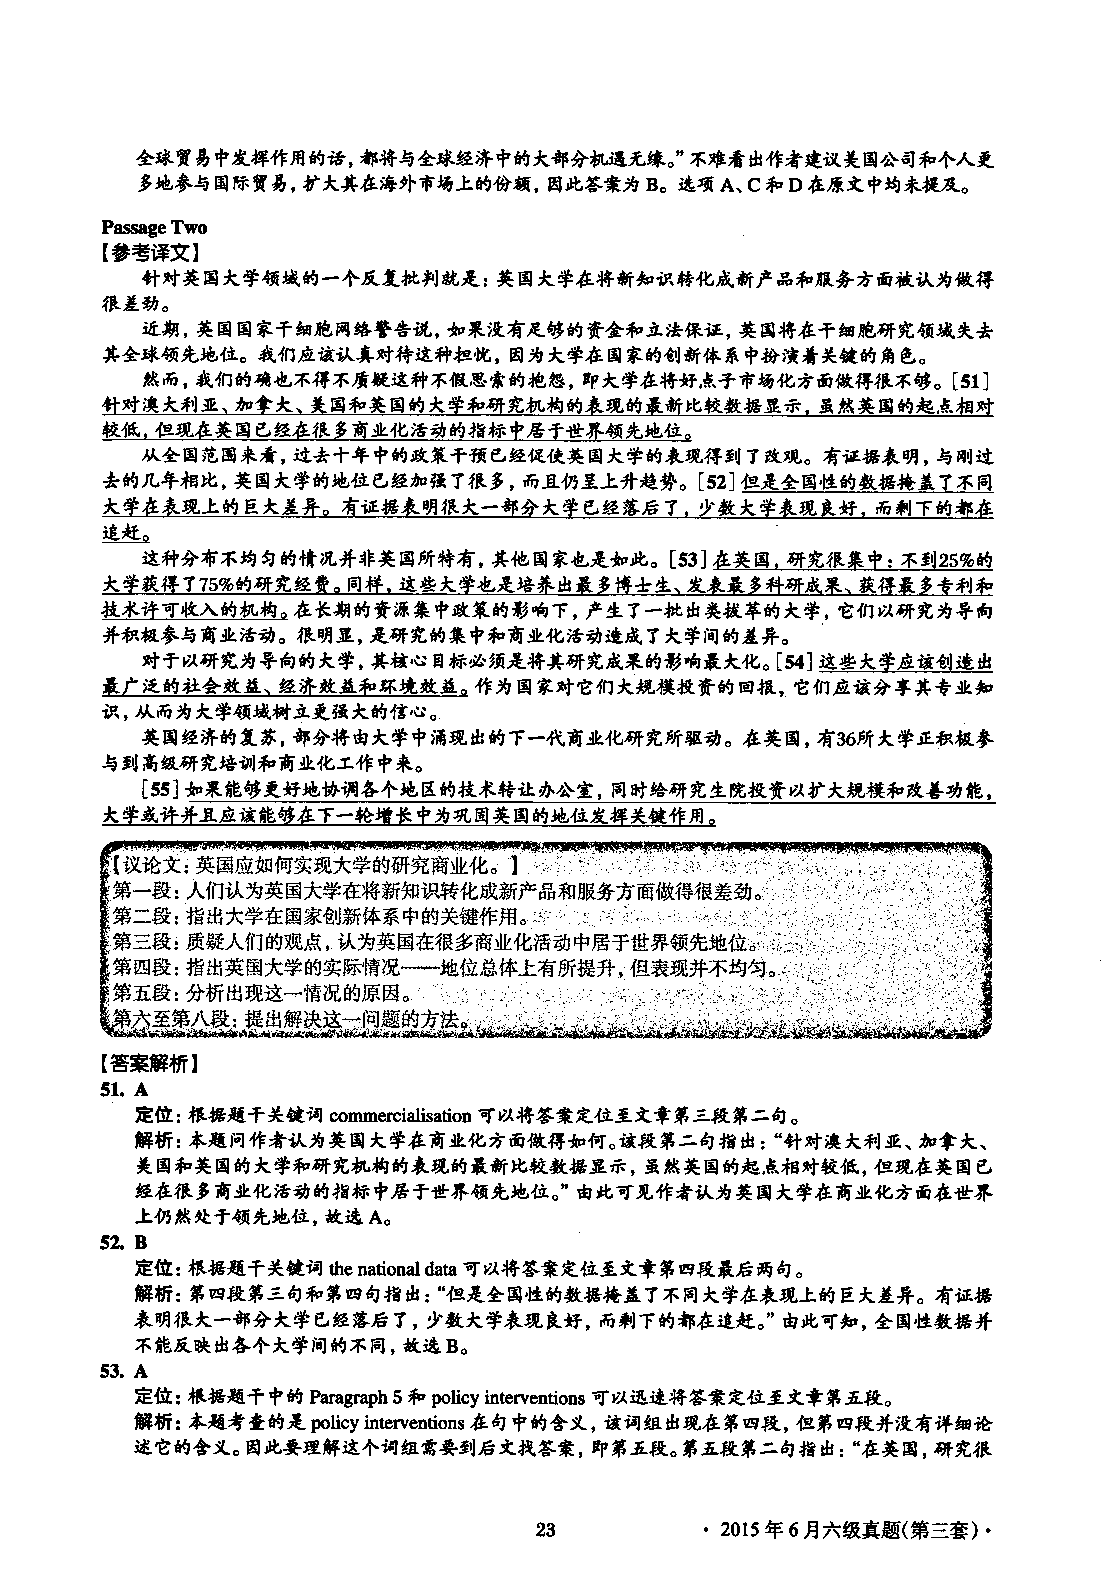 全球贸易中发挥作用的话,都将与全球经济中的大部分机遇无缘。”不难看出作者建议美国公司和个人更
多地参与国际贸易,扩大其在海外市场上的份额,因此答案为 B。选项 A、C 和 D 在原文中均未提及。
Passage Two
【参考译文】
针对英国大学领域的一个反复批判就是:英国大学在将新知识转化成新产品和服务方面被认为做得
很差劲。
近期,英国国家干细胞网络警告说,如果没有足够的资金和立法保证,英国将在干细胞研究领域失去
其全球领先地位。我们应该认真对待这种担忧,因为大学在国家的创新体系中扮演着关键的角色。
然而,我们的确也不得不质疑这种不假思索的抱怨,即大学在将好点子市场化方面做得很不够。[51]
针对澳大利亚、加拿大、美国和英国的大学和研究机构的表现的最新比较数据显示,虽然英国的起点相对
较低,但现在英国已经在很多商业化活动的指标中居于世界领先地位。
从全国范围来看,过去十年中的政策干预已经促使英国大学的表现得到了改观。有证据表明,与刚过
去的几年相比,英国大学的地位已经加强了很多,而且仍呈上升趋势。[52]但是全国性的数据掩盖了不同
大学在表现上的巨大差异。有证据表明很大一部分大学已经落后了,少数大学表现良好,而剩下的都在
追赶。
这种分布不均匀的情况并非英国所特有,其他国家也是如此。[53]在英国,研究很集中:不到25%的
大学获得了75%的研究经费。同样,这些大学也是培养出最多博士生、发表最多科研成果、获得最多专利和
技术许可收入的机构。在长期的资源集中政策的影响下,产生了一批出类拔萃的大学,它们以研究为导向
并积极参与商业活动。很明显,是研究的集中和商业化活动造成了大学间的差异。
对于以研究为导向的大学,其核心目标必须是将其研究成果的影响最大化。[54]这些大学应该创造出
最广泛的社会效益、经济效益和环境效益。作为国家对它们大规模投资的回报,它们应该分享其专业知
识,从而为大学领域树立更强大的信心。
英国经济的复苏,部分将由大学中涌现出的下一代商业化研究所驱动。在英国,有36所大学正积极参
与到高级研究培训和商业化工作中来。
[55]如果能够更好地协调各个地区的技术转让办公室,同时给研究生院投资以扩大规模和改善功能,
大学或许并且应该能够在下一轮增长中为巩固英国的地位发挥关键作用。
【议论文:英国应如何实现大学的研究商业化。】
第一段:人们认为英国大学在将新知识转化成新产品和服务方面做得很差劲。
第二段:指出大学在国家创新体系中的关键作用。
第三段:质疑人们的观点,认为英国在很多商业化活动中居于世界领先地位。
第四段:指出英国大学的实际情况——地位总体上有所提升,但表现并不均匀。
第五段:分析出现这一情况的原因。
第六至第八段:提出解决这一问题的方法。
【答案解析】
51. A
定位:根据题干关键词 commercialisation 可以将答案定位至文章第三段第二句。
解析:本题问作者认为英国大学在商业化方面做得如何。该段第二句指出:“针对澳大利亚、加拿大、
美国和英国的大学和研究机构的表现的最新比较数据显示,虽然英国的起点相对较低,但现在英国已
经在很多商业化活动的指标中居于世界领先地位。”由此可见作者认为英国大学在商业化方面在世界
上仍然处于领先地位,故选 A。
52. B
定位:根据题干关键词 the national data 可以将答案定位至文章第四段最后两句。
解析:第四段第三句和第四句指出:“但是全国性的数据掩盖了不同大学在表现上的巨大差异。有证据
表明很大一部分大学已经落后了,少数大学表现良好,而剩下的都在追赶。”由此可知,全国性数据并
不能反映出各个大学间的不同,故选 B。
53. A
定位:根据题干中的 Paragraph 5 和 policy interventions 可以迅速将答案定位至文章第五段。
解析:本题考查的是 policy interventions 在句中的含义,该词组出现在第四段,但第四段并没有详细论
述它的含义。因此要理解这个词组需要到后文找答案,即第五段。第五段第二句指出:“在英国,研究很
23
·2015 年 6 月六级真题(第三套)·